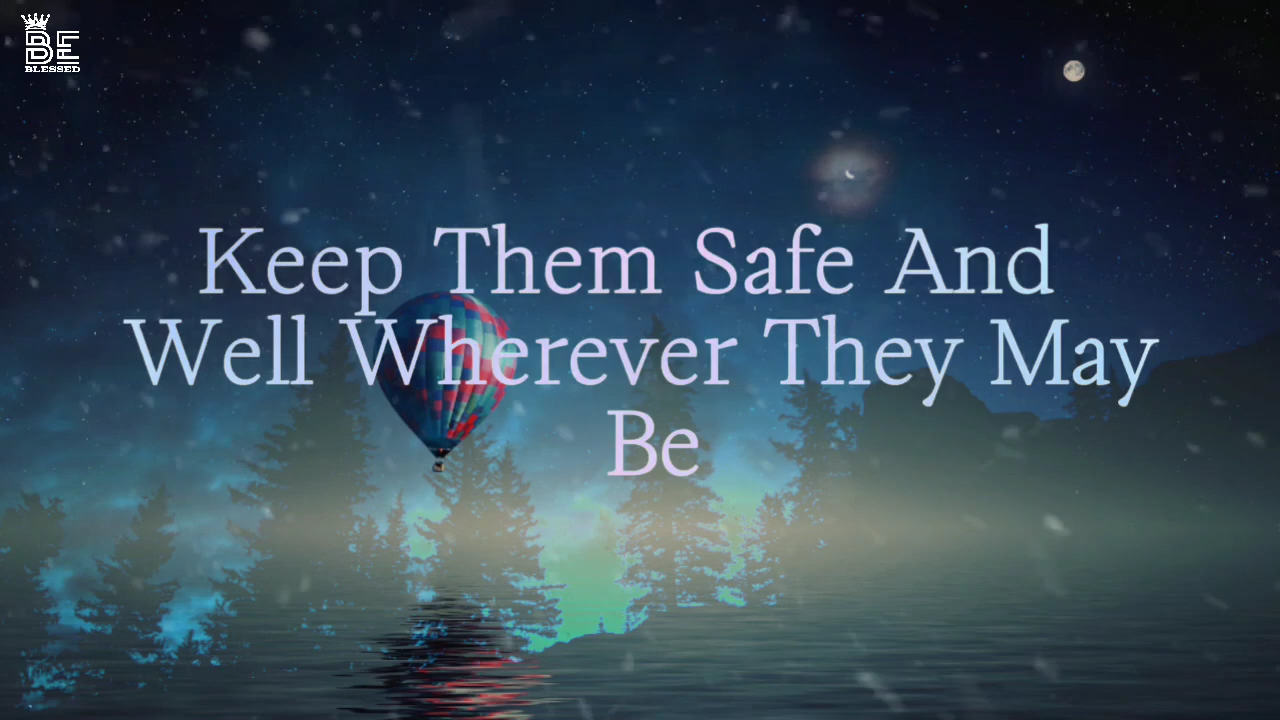 BE
BLESSED
Keep Them Safe And
Well Wherever They May
Be